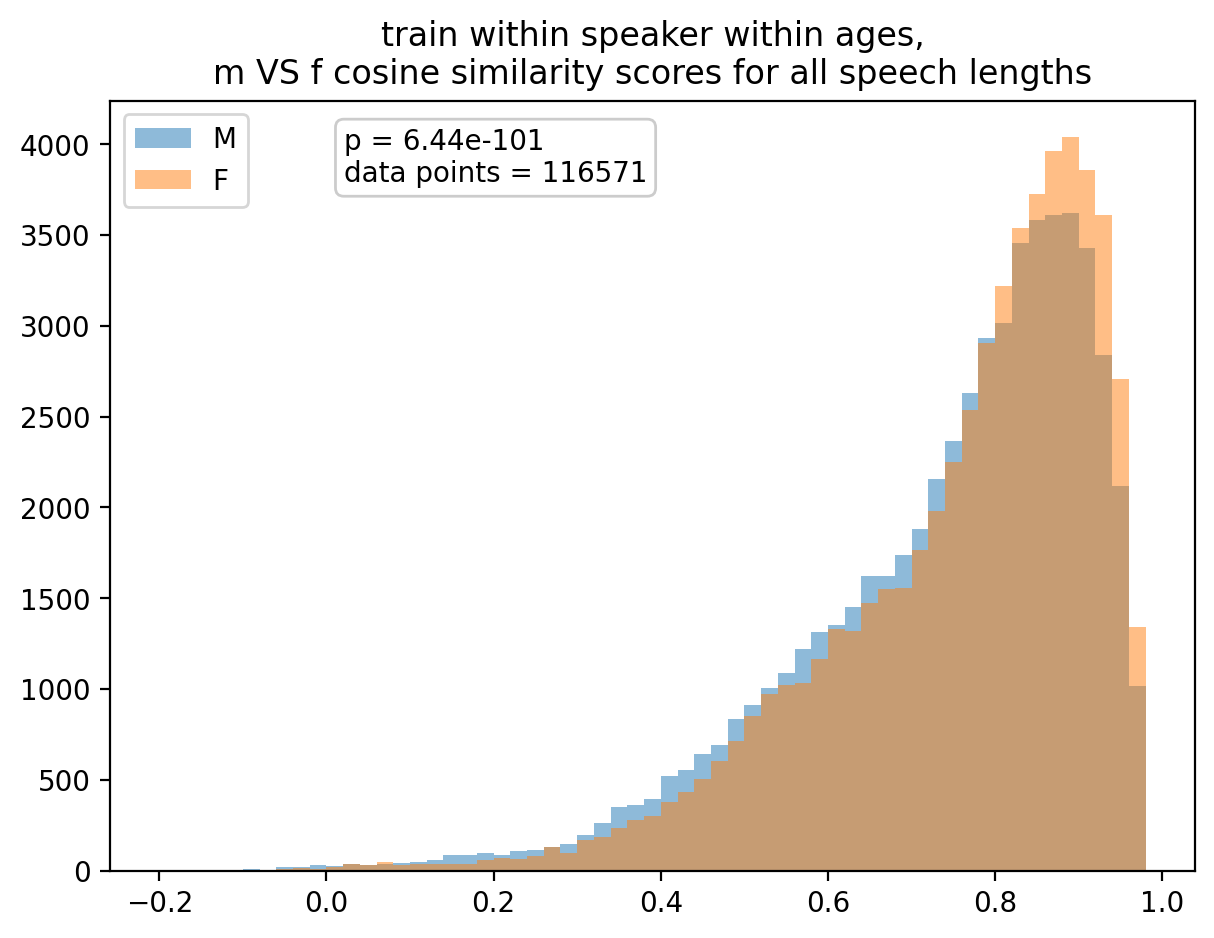 train within speaker within ages,
m VS f cosine similarity scores for all speech lengths
M
F
p = 6.44e-101
data points = 116571
4000
3500
3000
2500
2000
1500
1000
500
0
−0.2
0.0
0.2
0.4
0.6
0.8
1.0